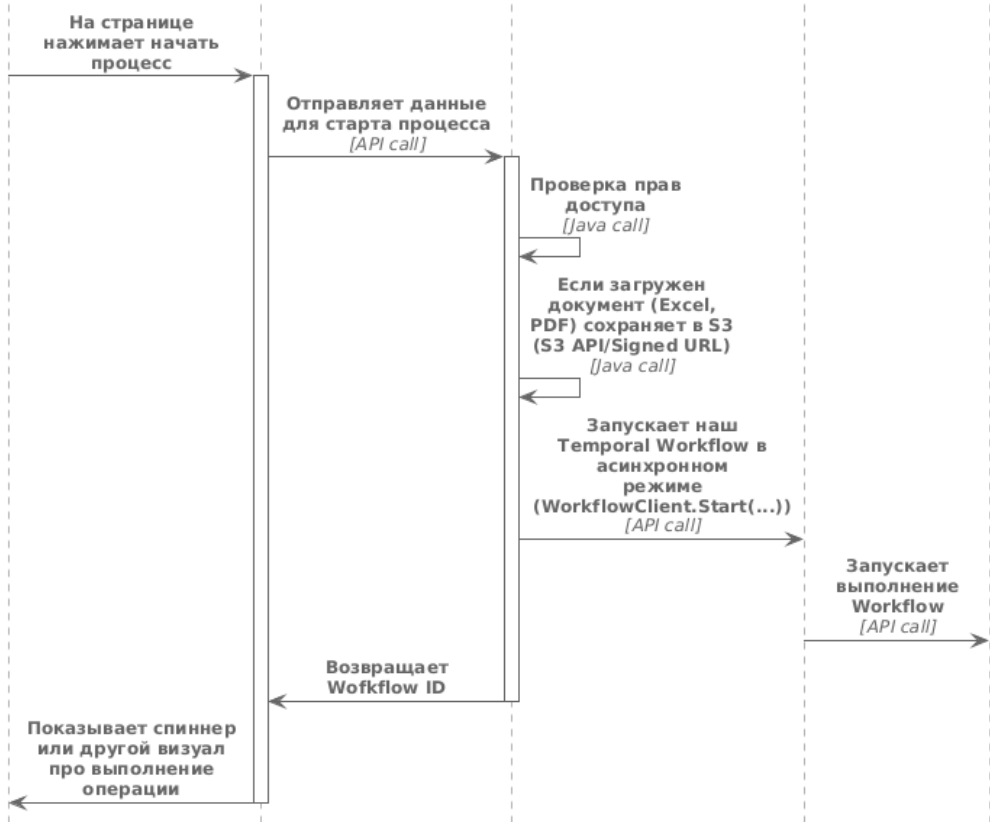 На странице
нажимает начать
процесс
Отправляет данные
для старта процесса
[API call]
Проверка прав
доступа
[Java call]
Если загружен
документ (Excel,
PDF) сохраняет в S3
(S3 API/Signed URL)
[Java call]
Запускает наш
Temporal Workflow в
асинхронном
режиме
(WorkflowClient.Start(...))
[API call]
Запускает
выполнение
Workflow
[API call]
Возвращает
Wofkflow ID
Показывает спиннер
или другой визуал
про выполнение
операции